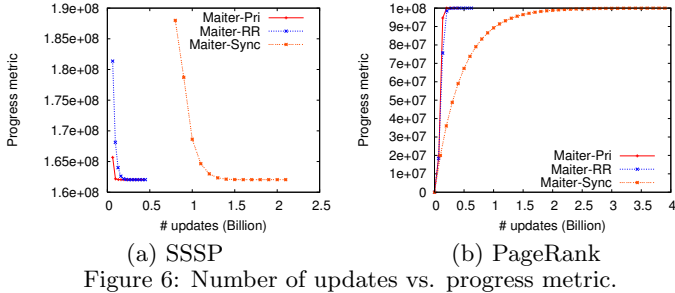 1.9e+08
1.85e+08
1.8e+08
1.75e+08
1.7e+08
1.65e+08
1.6e+08
Progress metric
Maiter-Pri
Maiter-RR
Maiter-Sync
0 0.5 1 1.5 2 2.5
# updates (Billion)
(a) SSSP
1e+08
9e+07
8e+07
7e+07
6e+07
5e+07
4e+07
3e+07
2e+07
1e+07
0
Progress metric
Maiter-Pri
Maiter-RR
Maiter-Sync
0 0.5 1 1.5 2 2.5 3 3.5 4
# updates (Billion)
(b) PageRank
Figure 6: Number of updates vs. progress metric.